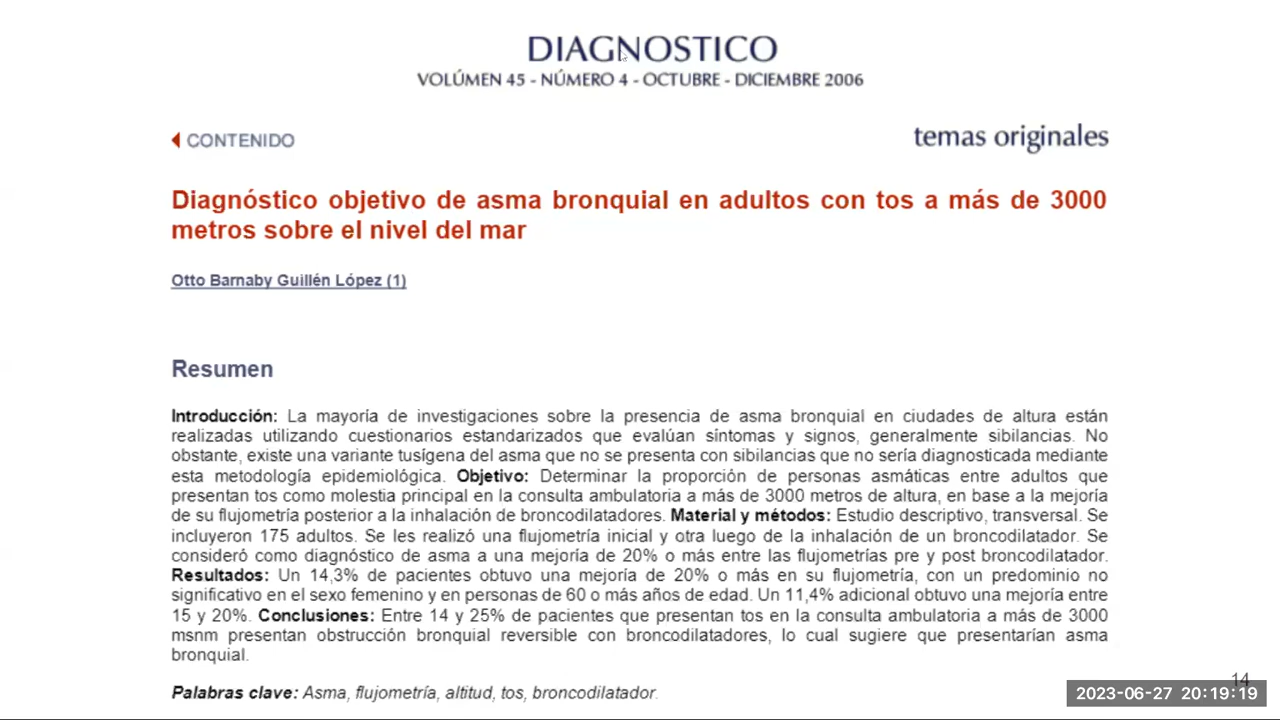 DIAGNOSTICO
VOLÚMEN 45 - NÚMERO 4 - OCTUBRE - DICIEMBRE 2006
CONTENIDO
temas originales
Diagnóstico objetivo de asma bronquial en adultos con tos a más de 3000
metros sobre el nivel del mar
Otto Barnaby Guillén López (1)
Resumen
Introducción: La mayoría de investigaciones sobre la presencia de asma bronquial en ciudades de altura están
realizadas utilizando cuestionarios estandarizados que evalúan síntomas y signos, generalmente sibilancias. No
obstante, existe una variante tusígena del asma que no se presenta con sibilancias que no sería diagnosticada mediante
esta metodología epidemiológica. Objetivo: Determinar la proporción de personas asmáticas entre adultos que
presentan tos como molestia principal en la consulta ambulatoria a más de 3000 metros de altura, en base a la mejoría
de su flujometría posterior a la inhalación de broncodilatadores. Material y métodos: Estudio descriptivo, transversal. Se
incluyeron 175 adultos. Se les realizó una flujometría inicial y otra luego de la inhalación de un broncodilatador. Se
consideró como diagnóstico de asma a una mejoría de 20% o más entre las flujometrías pre y post broncodilatador.
Resultados: Un 14,3% de pacientes obtuvo una mejoría de 20% o más en su flujometría, con un predominio no
significativo en el sexo femenino y en personas de 60 o más años de edad. Un 11,4% adicional obtuvo una mejoría entre
15 y 20%. Conclusiones: Entre 14 y 25% de pacientes que presentan tos en la consulta ambulatoria a más de 3000
msnm presentan obstrucción bronquial reversible con broncodilatadores, lo cual sugiere que presentarían asma
bronquial.
Palabras clave: Asma, flujometría, altitud, tos, broncodilatador.
14
2023-06-27 20:19:19